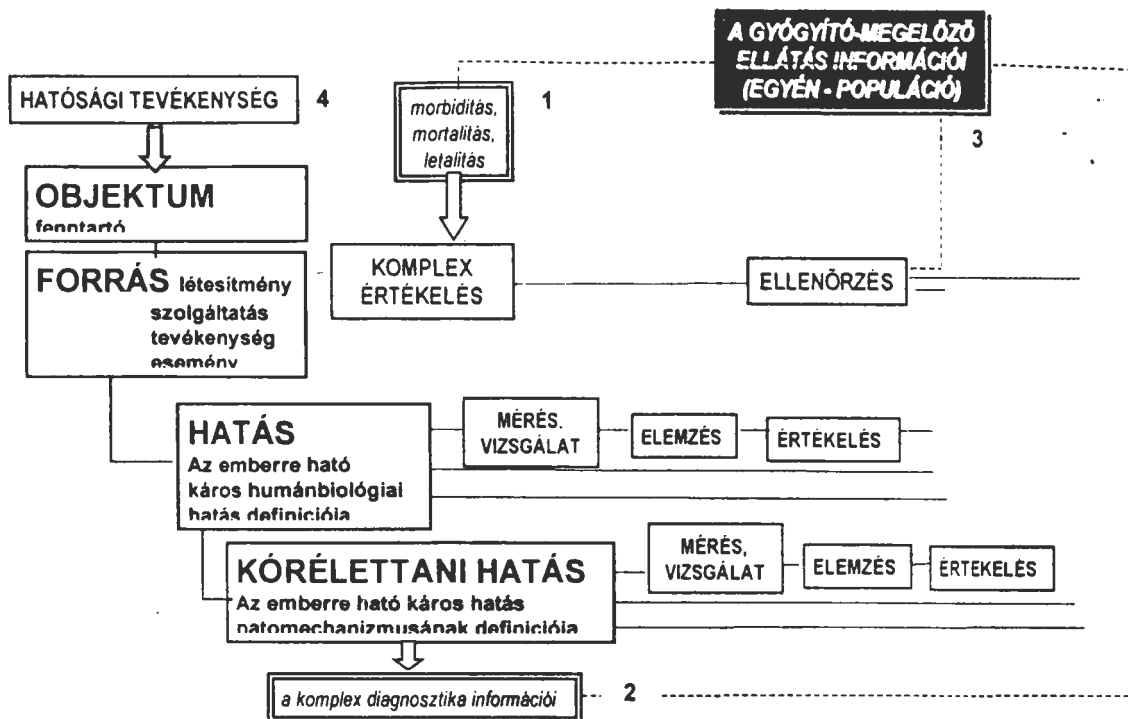 A GYÓGYÍTÓ-MEGELŐZŐ
ELLÁTÁS INFORMÁCIÓI
(EGYÉN - POPULÁCIÓ)
HATÓSÁGI TEVÉKENYSÉG
4
morbiditás,
mortalitás,
letalitás
1
3
OBJEKTUM
fenntartó
FORRÁS létesítmény
szolgáltatás
tevékenység
esemény
KOMPLEX
ÉRTÉKELÉS
ELLENŐRZÉS
HATÁS
Az emberre ható
káros humánbiológiai
hatás definiciója
MÉRÉS.
VIZSGÁLAT
ELEMZÉS
ÉRTÉKELÉS
KÓRÉLETTANI HATÁS
Az emberre ható káros hatás
patomechanizmusának definiciója
MÉRÉS,
VIZSGÁLAT
ELEMZÉS
ÉRTÉKELÉS
a komplex diagnosztika információi
2